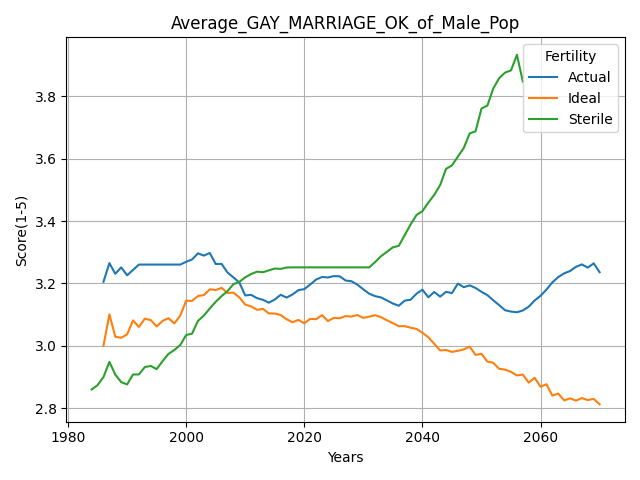 Average_GAY_MARRIAGE_OK_of_Male_Pop
Fertility
Actual
Ideal
Sterile
Score(1-5)
3.8
3.6
3.4
3.2
3.0
2.8
1980 2000 2020 2040 2060
Years